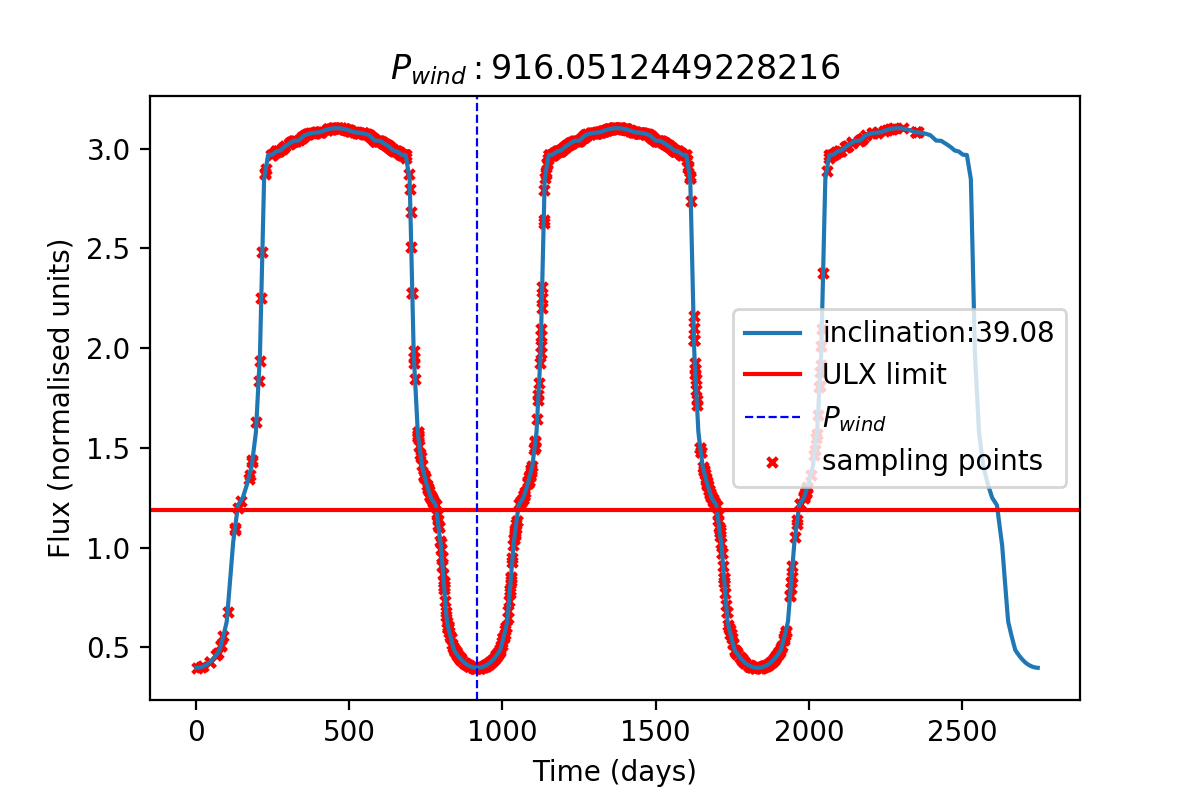 P_wind : 916.0512449228216
Flux (normalised units)
3.0
2.5
2.0
1.5
1.0
0.5
inclination:39.08
ULX limit
P_wind
sampling points
0 500 1000 1500 2000 2500
Time (days)